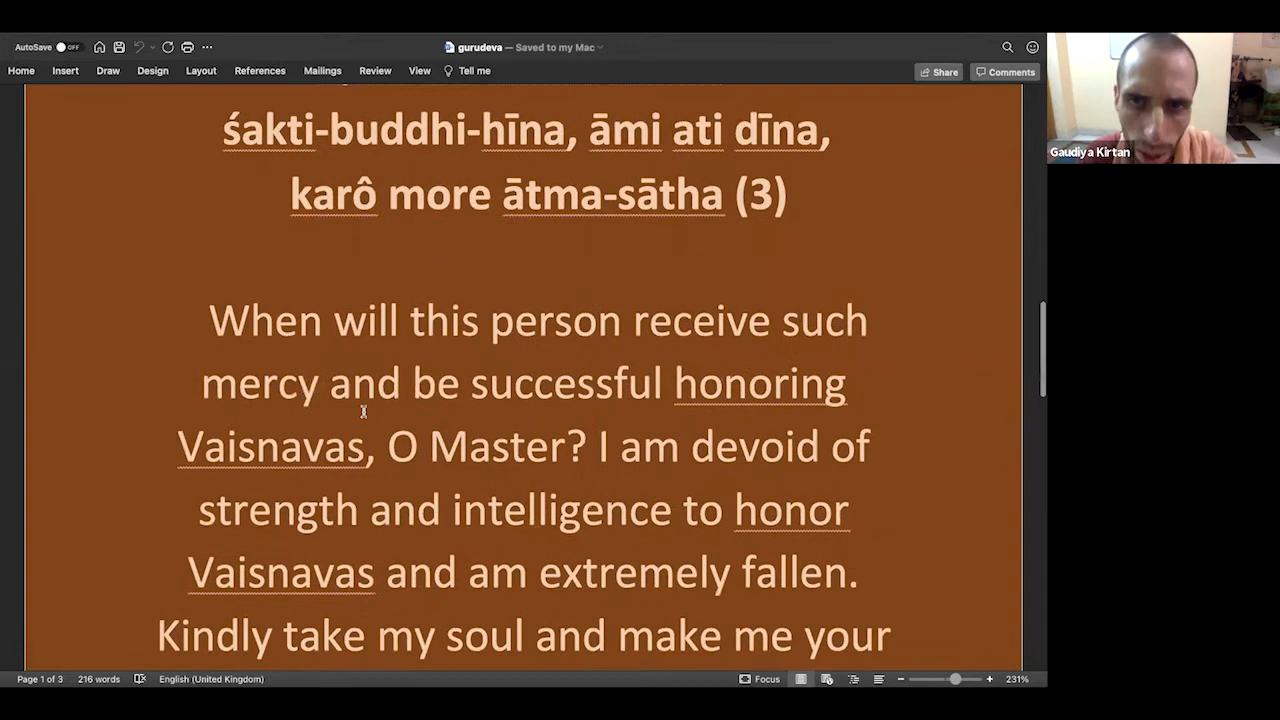 AutoSave OFF
gurudeva — Saved to my Mac
Home Insert Draw Design Layout References Mailings Review View Tell me Share Comments
śakti-buddhi-hīna, āmi ati dīna,
karô more ātma-sātha (3)
When will this person receive such
mercy and be successful honoring
Vaisnavas, O Master? I am devoid of
strength and intelligence to honor
Vaisnavas and am extremely fallen.
Kindly take my soul and make me your
Page 1 of 3 216 words English (United Kingdom) Focus 231%
Gaudiya Kirtan